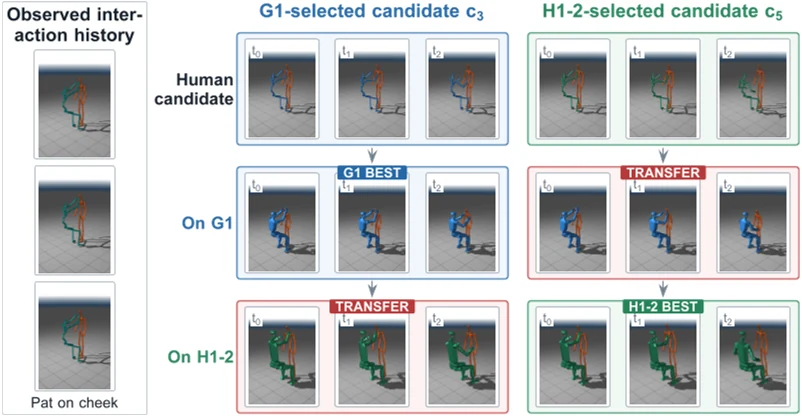 Observed inter-
action history
Pat on cheek
G1-selected candidate c₃
H1-2-selected candidate c₅
Human
candidate
t₀
t₁
t₂
t₀
t₁
t₂
On G1
G1 BEST
t₀
t₁
t₂
TRANSFER
t₀
t₁
t₂
On H1-2
TRANSFER
t₀
t₁
t₂
H1-2 BEST
t₀
t₁
t₂